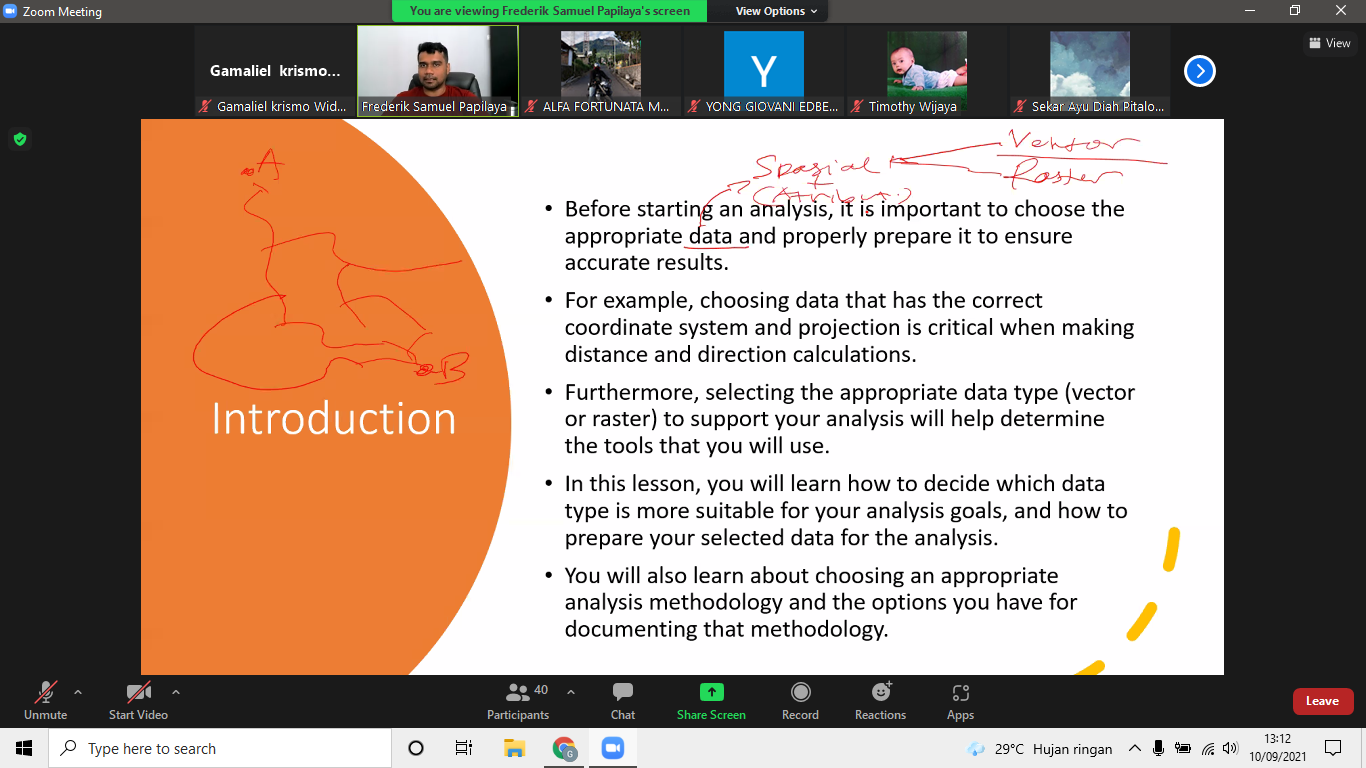 Zoom Meeting
You are viewing Frederik Samuel Papilaya's screen
View Options
Gamaliel krismo...
Y
View
Gamaliel krismo Wid...
Frederik Samuel Papilaya
ALFA FORTUNATA M...
YONG GIOVANI EDBE...
Timothy Wijaya
Sekar Ayu Diah Pitalo...
A
Spasial
Vektor
Raster
(Atribut)
• Before starting an analysis, it is important to choose the
appropriate data and properly prepare it to ensure
accurate results.
• For example, choosing data that has the correct
coordinate system and projection is critical when making
distance and direction calculations.
B
Introduction
• Furthermore, selecting the appropriate data type (vector
or raster) to support your analysis will help determine
the tools that you will use.
• In this lesson, you will learn how to decide which data
type is more suitable for your analysis goals, and how to
prepare your selected data for the analysis.
• You will also learn about choosing an appropriate
analysis methodology and the options you have for
documenting that methodology.
Unmute
Start Video
40
Participants
Chat
Share Screen
Record
Reactions
Apps
Leave
Type here to search
G
29°C Hujan ringan
13:12
10/09/2021